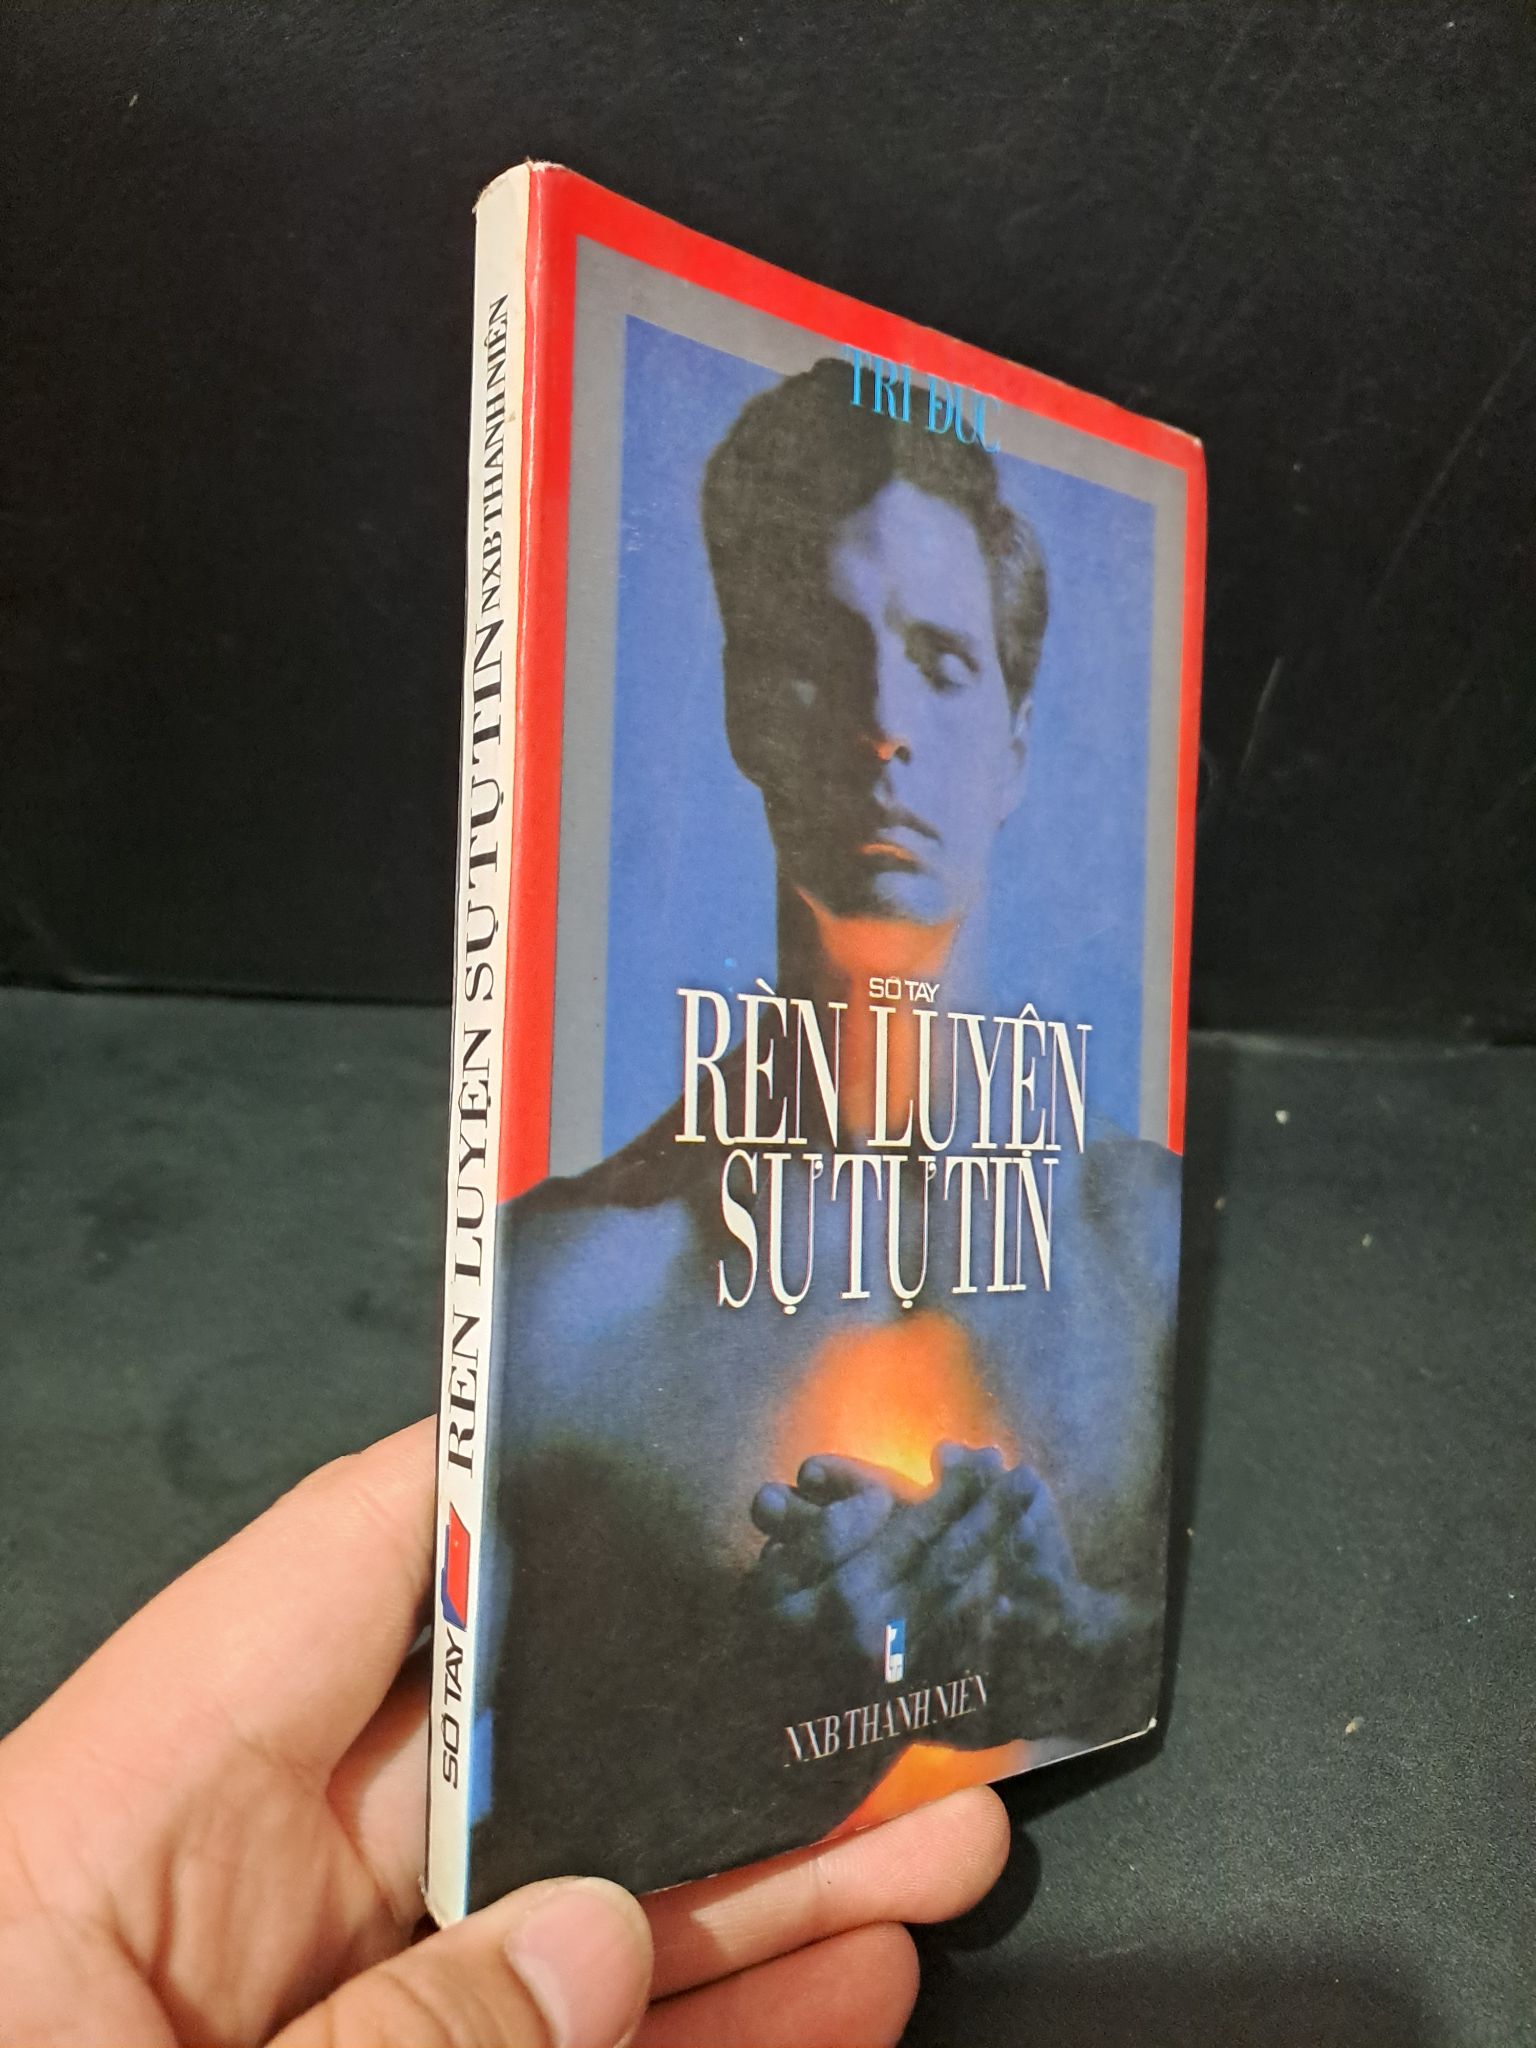 TRÍ ĐỨC
SỔ TAY
RÈN LUYỆN
SỰ TỰ TIN
NXB THANH NIÊN
SỔ TAY RÈN LUYỆN SỰ TỰ TIN NXB THANH NIÊN